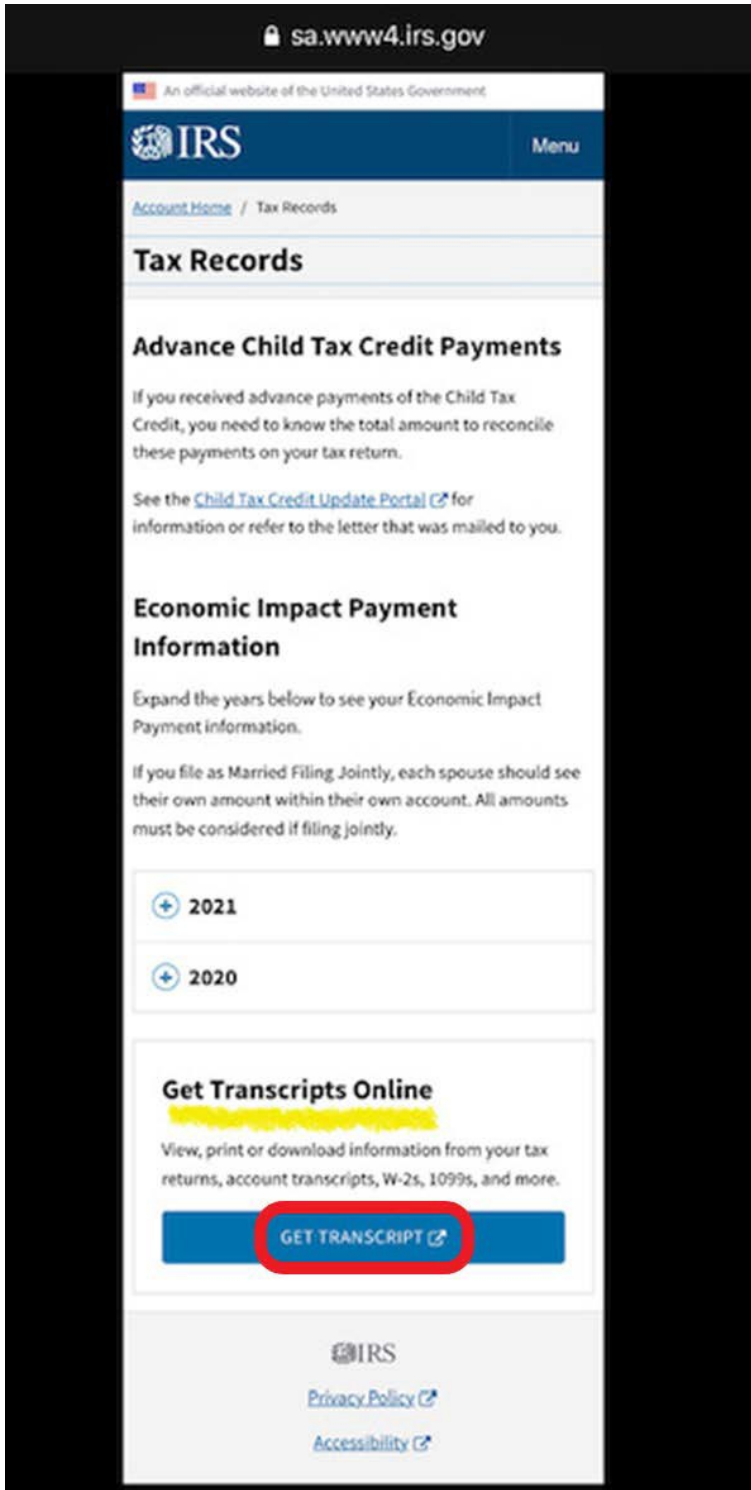 sa.www4.irs.gov
An official website of the United States Government
IRS
Menu
Account Home / Tax Records
Tax Records
Advance Child Tax Credit Payments
If you received advance payments of the Child Tax
Credit, you need to know the total amount to reconcile
these payments on your tax return.
See the Child Tax Credit Update Portal for
information or refer to the letter that was mailed to you.
Economic Impact Payment
Information
Expand the years below to see your Economic Impact
Payment information.
If you file as Married Filing Jointly, each spouse should see
their own amount within their own account. All amounts
must be considered if filing jointly.
2021
2020
Get Transcripts Online
View, print or download information from your tax
returns, account transcripts, W-2s, 1099s, and more.
GET TRANSCRIPT
IRS
Privacy Policy
Accessibility